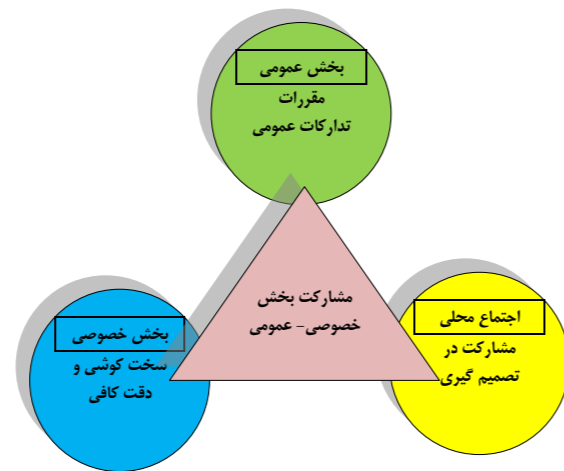 بخش عمومی
مقررات
تدارکات عمومی
مشارکت بخش
خصوصی- عمومی
اجتماع محلی
مشارکت در
تصمیم گیری
بخش خصوصی
سخت کوشی و
دقت کافی